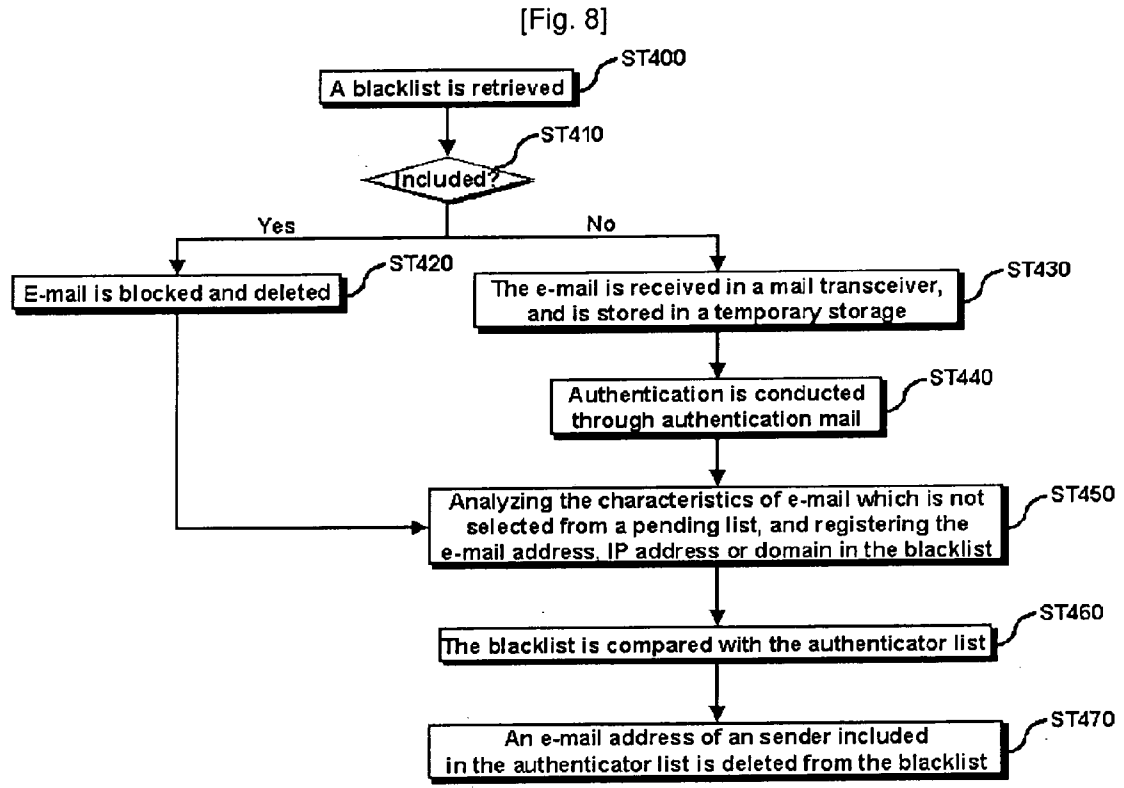 [Fig. 8]
ST400
A blacklist is retrieved
ST410
Included?
Yes
No
ST420
E-mail is blocked and deleted
ST430
The e-mail is received in a mail transceiver,
and is stored in a temporary storage
ST440
Authentication is conducted
through authentication mail
ST450
Analyzing the characteristics of e-mail which is not
selected from a pending list, and registering the
e-mail address, IP address or domain in the blacklist
ST460
The blacklist is compared with the authenticator list
ST470
An e-mail address of an sender included
in the authenticator list is deleted from the blacklist